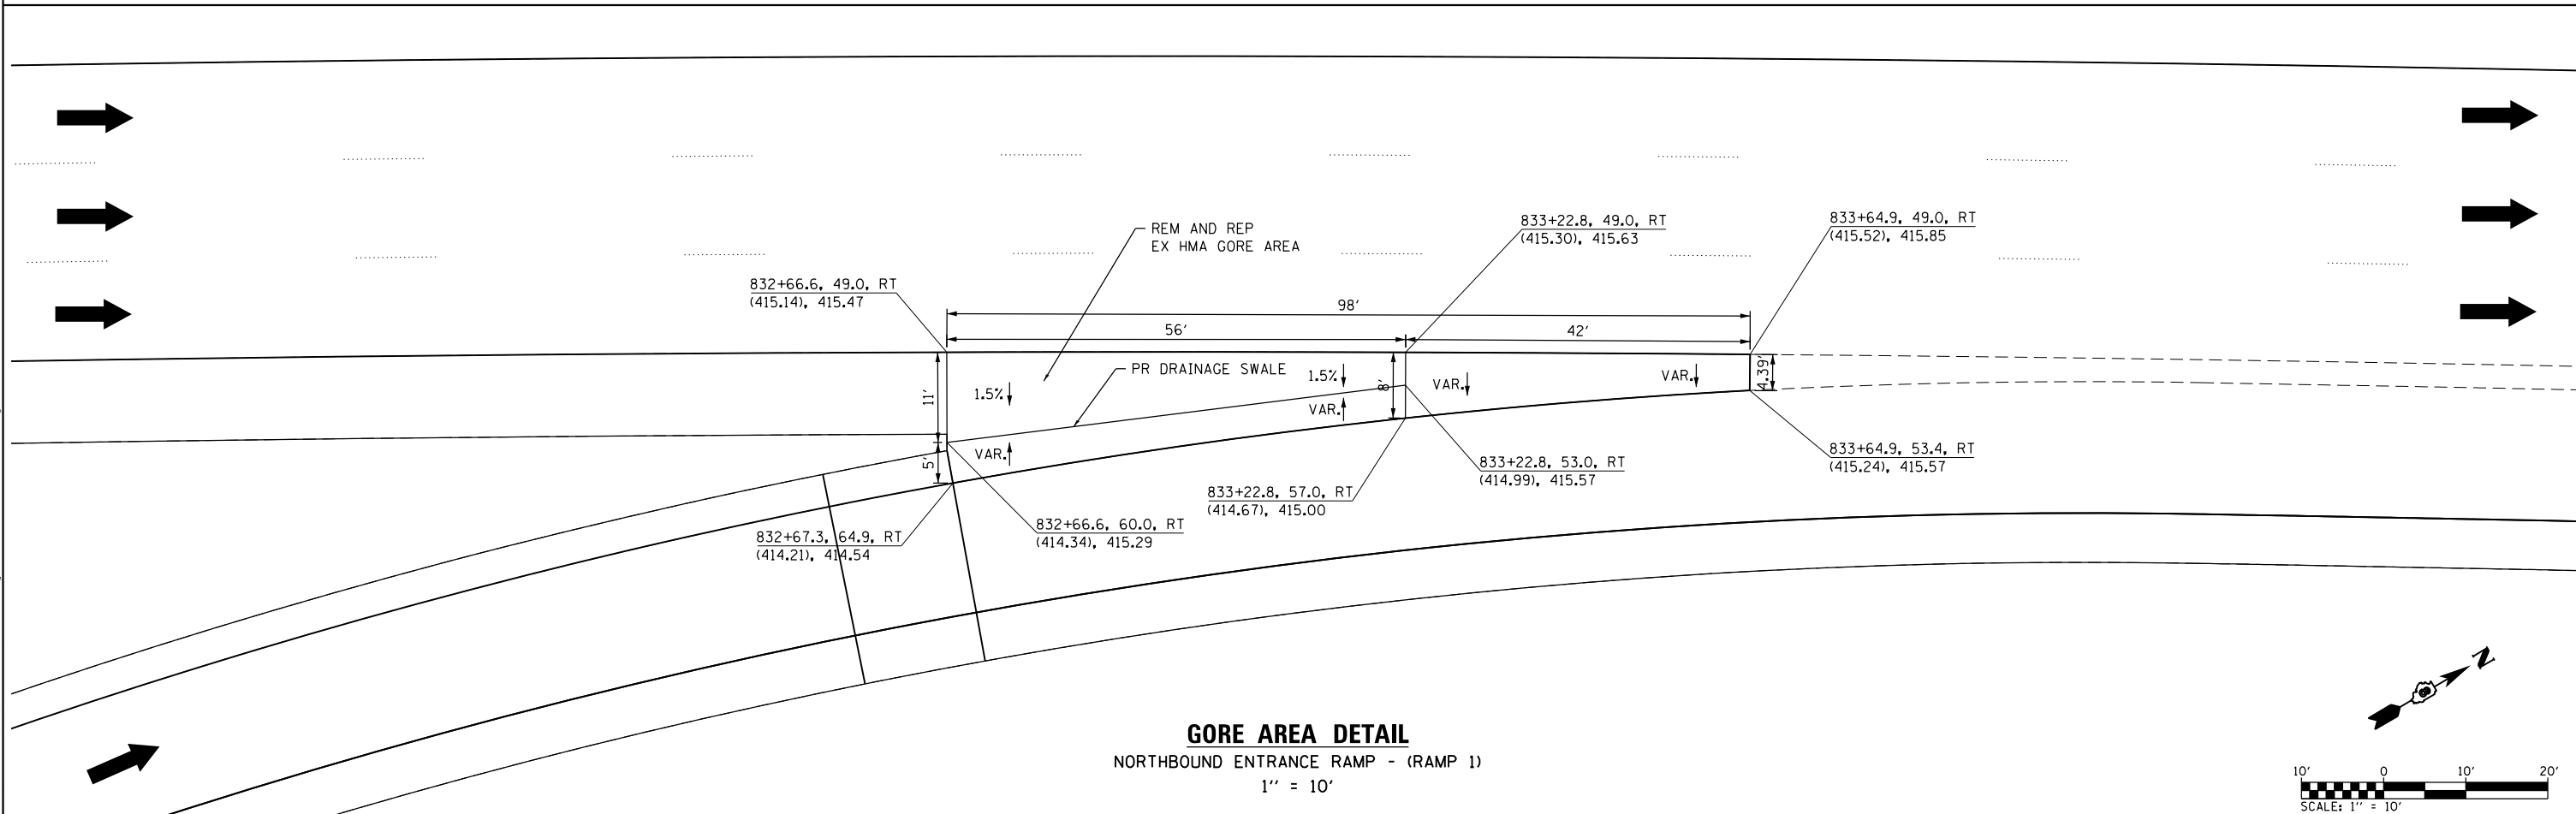 833+22.8, 49.0, RT
(415.30), 415.63
833+64.9, 49.0, RT
(415.52), 415.85
REM AND REP
EX HMA GORE AREA
832+66.6, 49.0, RT
(415.14), 415.47
98'
56'
42'
PR DRAINAGE SWALE
11'
1.5%
1.5%
8'
VAR.
VAR.
4.39'
VAR.
VAR.
5'
833+64.9, 53.4, RT
(415.24), 415.57
833+22.8, 53.0, RT
(414.99), 415.57
833+22.8, 57.0, RT
(414.67), 415.00
832+66.6, 60.0, RT
(414.34), 415.29
832+67.3, 64.9, RT
(414.21), 414.54
GORE AREA DETAIL
NORTHBOUND ENTRANCE RAMP - (RAMP 1)
1'' = 10'
N
10' 0 10' 20'
SCALE: 1'' = 10'